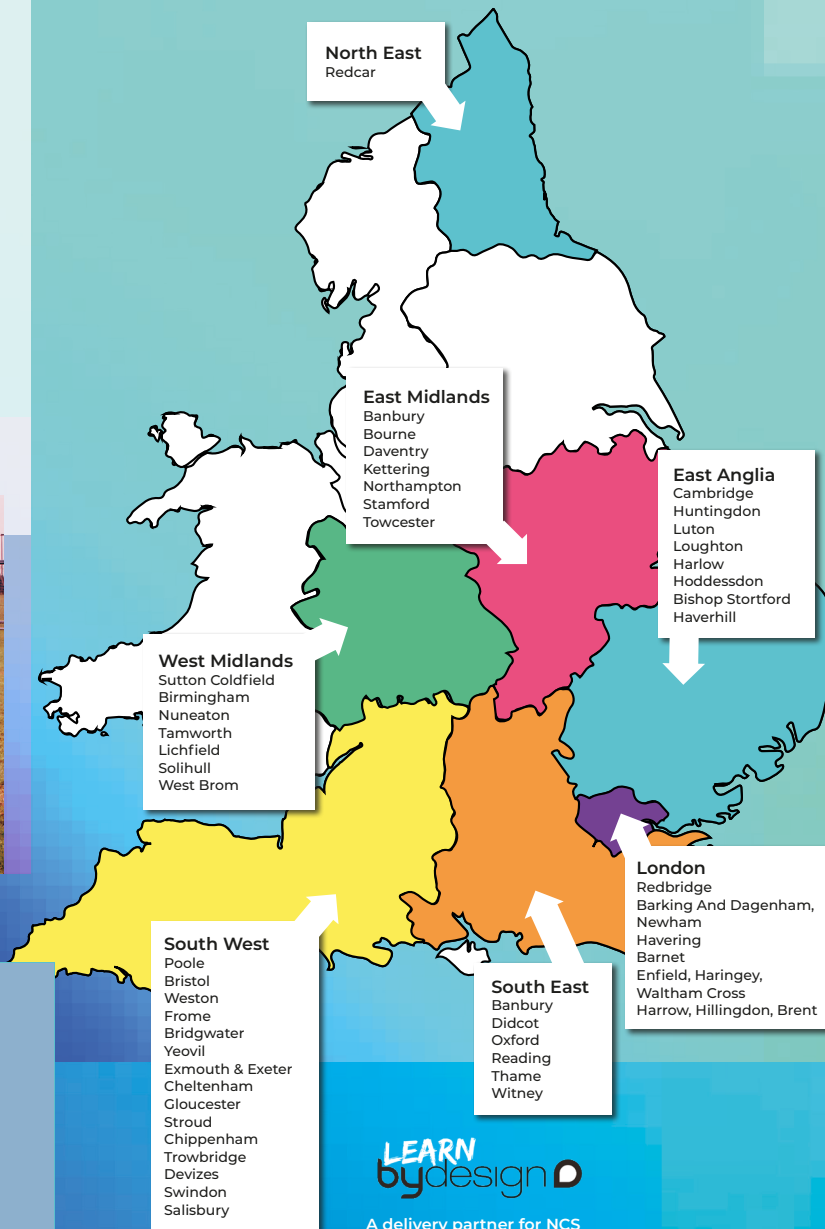 North East
Redcar
East Midlands
Banbury
Bourne
Daventry
Kettering
Northampton
Stamford
Towcester
East Anglia
Cambridge
Huntingdon
Luton
Loughton
Harlow
Hoddessdon
Bishop Stortford
Haverhill
West Midlands
Sutton Coldfield
Birmingham
Nuneaton
Tamworth
Lichfield
Solihull
West Brom
London
Redbridge
Barking And Dagenham,
Newham
Havering
Barnet
Enfield, Haringey,
Waltham Cross
Harrow, Hillingdon, Brent
South West
Poole
Bristol
Weston
Frome
Bridgwater
Yeovil
Exmouth & Exeter
Cheltenham
Gloucester
Stroud
Chippenham
Trowbridge
Devizes
Swindon
Salisbury
South East
Banbury
Didcot
Oxford
Reading
Thame
Witney
LEARN
bydesign
A delivery partner for NCS